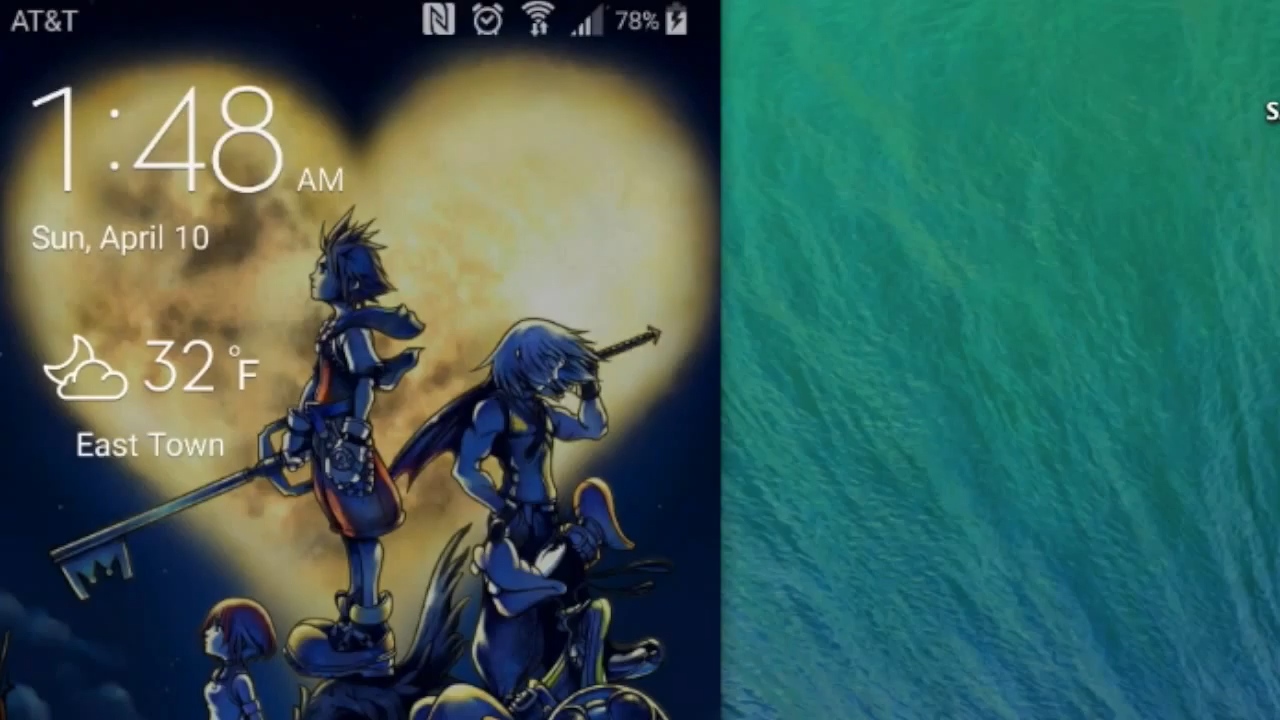 AT&T 78%
1:48 AM
Sun, April 10
32 °F
East Town
S